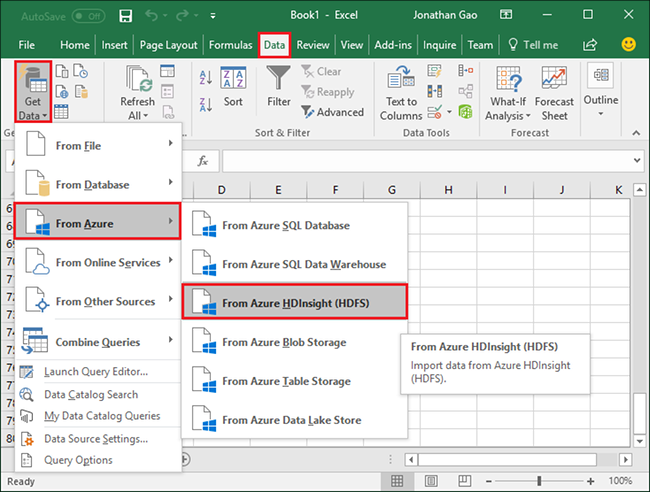 AutoSave Off
Book1 - Excel
Jonathan Gao
File Home Insert Page Layout Formulas Data Review View Add-ins Inquire Team Tell me
Get Data
Refresh All
Sort
Filter
Clear
Reapply
Advanced
Text to Columns
What-If Analysis
Forecast Sheet
Outline
Sort & Filter
Data Tools
Forecast
From File
From Database
From Azure
From Online Services
From Other Sources
Combine Queries
Launch Query Editor...
Data Catalog Search
My Data Catalog Queries
Data Source Settings...
Query Options
fx
D E F G H I J K
From Azure SQL Database
From Azure SQL Data Warehouse
From Azure HDInsight (HDFS)
From Azure Blob Storage
From Azure Table Storage
From Azure Data Lake Store
From Azure HDInsight (HDFS)
Import data from Azure HDInsight
(HDFS).
Ready
100%